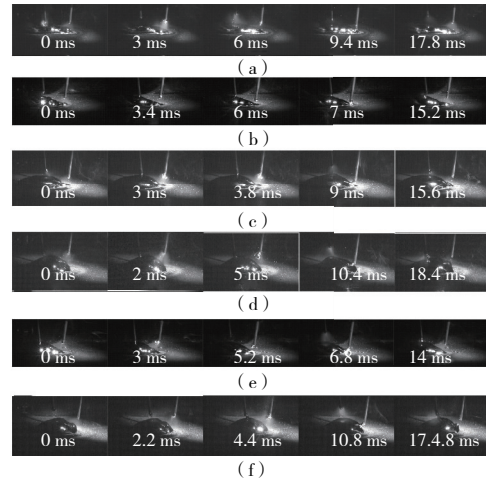 0 ms 3 ms 6 ms 9.4 ms 17.8 ms
( a )
0 ms 3.4 ms 6 ms 7 ms 15.2 ms
( b )
0 ms 3 ms 3.8 ms 9 ms 15.6 ms
( c )
0 ms 2 ms 5 ms 10.4 ms 18.4 ms
( d )
0 ms 3 ms 5.2 ms 6.8 ms 14 ms
( e )
0 ms 2.2 ms 4.4 ms 10.8 ms 17.4.8 ms
( f )